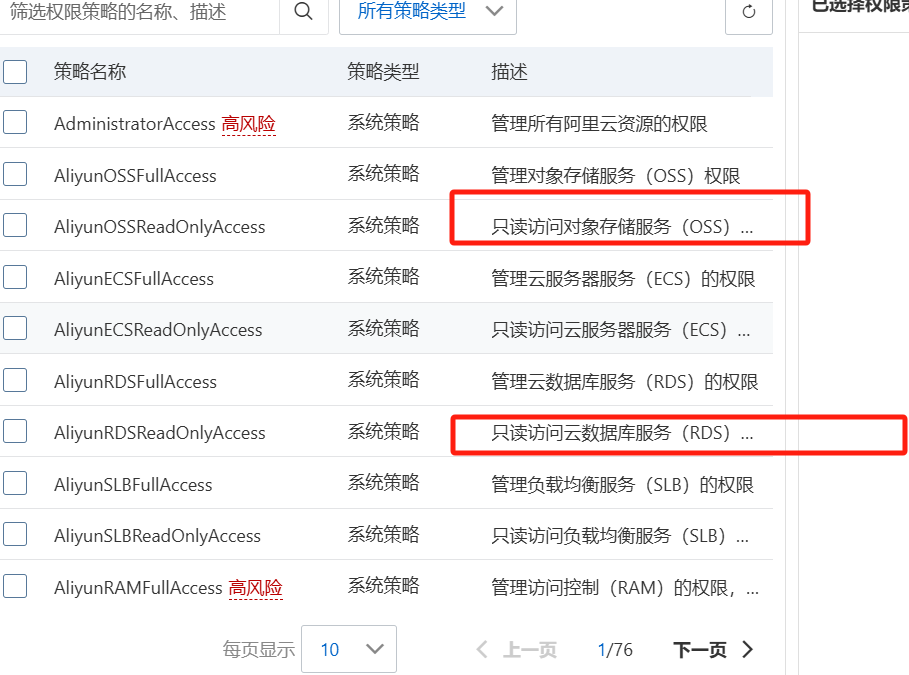 筛选权限策略的名称、描述 所有策略类型
已选择权限策
策略名称 策略类型 描述
AdministratorAccess 高风险 系统策略 管理所有阿里云资源的权限
AliyunOSSFullAccess 系统策略 管理对象存储服务（OSS）权限
AliyunOSSReadOnlyAccess 系统策略 只读访问对象存储服务（OSS）...
AliyunECSFullAccess 系统策略 管理云服务器服务（ECS）的权限
AliyunECSReadOnlyAccess 系统策略 只读访问云服务器服务（ECS）...
AliyunRDSFullAccess 系统策略 管理云数据库服务（RDS）的权限
AliyunRDSReadOnlyAccess 系统策略 只读访问云数据库服务（RDS）...
AliyunSLBFullAccess 系统策略 管理负载均衡服务（SLB）的权限
AliyunSLBReadOnlyAccess 系统策略 只读访问负载均衡服务（SLB）...
AliyunRAMFullAccess 高风险 系统策略 管理访问控制（RAM）的权限，...
每页显示 10 上一页 1/76 下一页